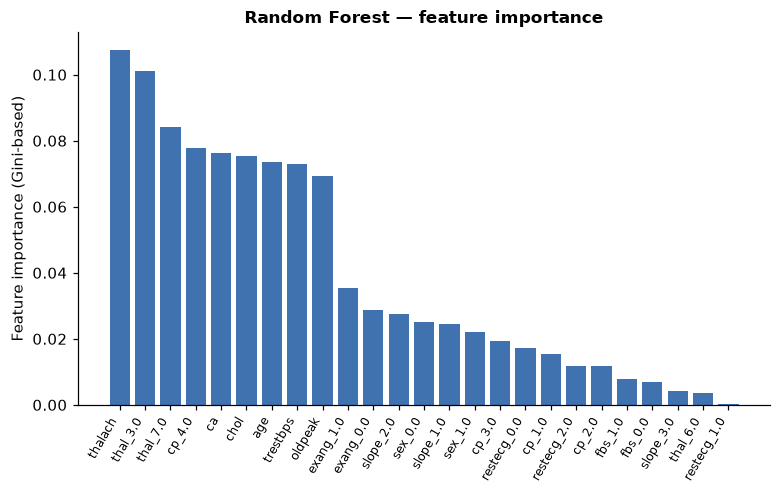 Random Forest — feature importance
Feature importance (Gini-based)
0.10
0.08
0.06
0.04
0.02
0.00
thalach
thal_3.0
thal_7.0
cp_4.0
ca
chol
age
trestbps
oldpeak
exang_1.0
exang_0.0
slope_2.0
sex_0.0
slope_1.0
sex_1.0
cp_3.0
restecg_0.0
cp_1.0
restecg_2.0
cp_2.0
fbs_1.0
fbs_0.0
slope_3.0
thal_6.0
restecg_1.0